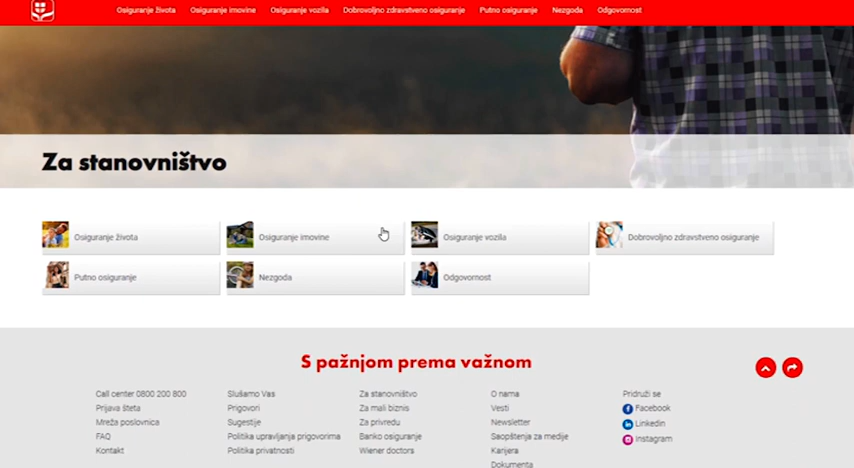 Osiguranje života Osiguranje imovine Osiguranje vozila Dobrovoljno zdravstveno osiguranje Putno osiguranje Nezgoda Odgovornost
Za stanovništvo
Osiguranje života Osiguranje imovine Osiguranje vozila Dobrovoljno zdravstveno osiguranje
Putno osiguranje Nezgoda Odgovornost
S pažnjom prema važnom
Call center 0800 200 800 Slušamo Vas Za stanovništvo O nama Pridruži se
Prijava šteta Prigovori Za mali biznis Vesti Facebook
Mreža poslovnica Sugestije Za privredu Newsletter Linkedin
FAQ Politika upravljanja prigovorima Banko osiguranje Saopštenja za medije Instagram
Kontakt Politika privatnosti Wiener doctors Karijera
Dokumenta